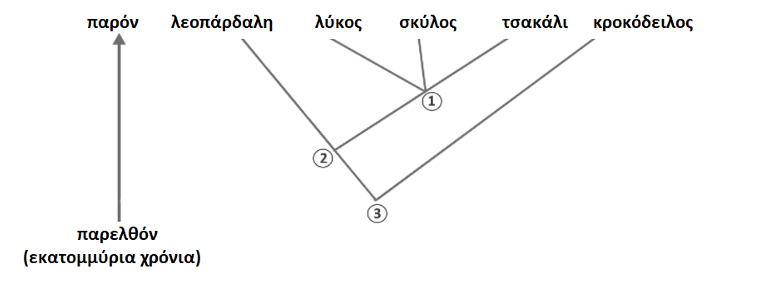 παρόν λεοπάρδαλη λύκος σκύλος τσακάλι κροκόδειλος
1
2
3
παρελθόν
(εκατομμύρια χρόνια)